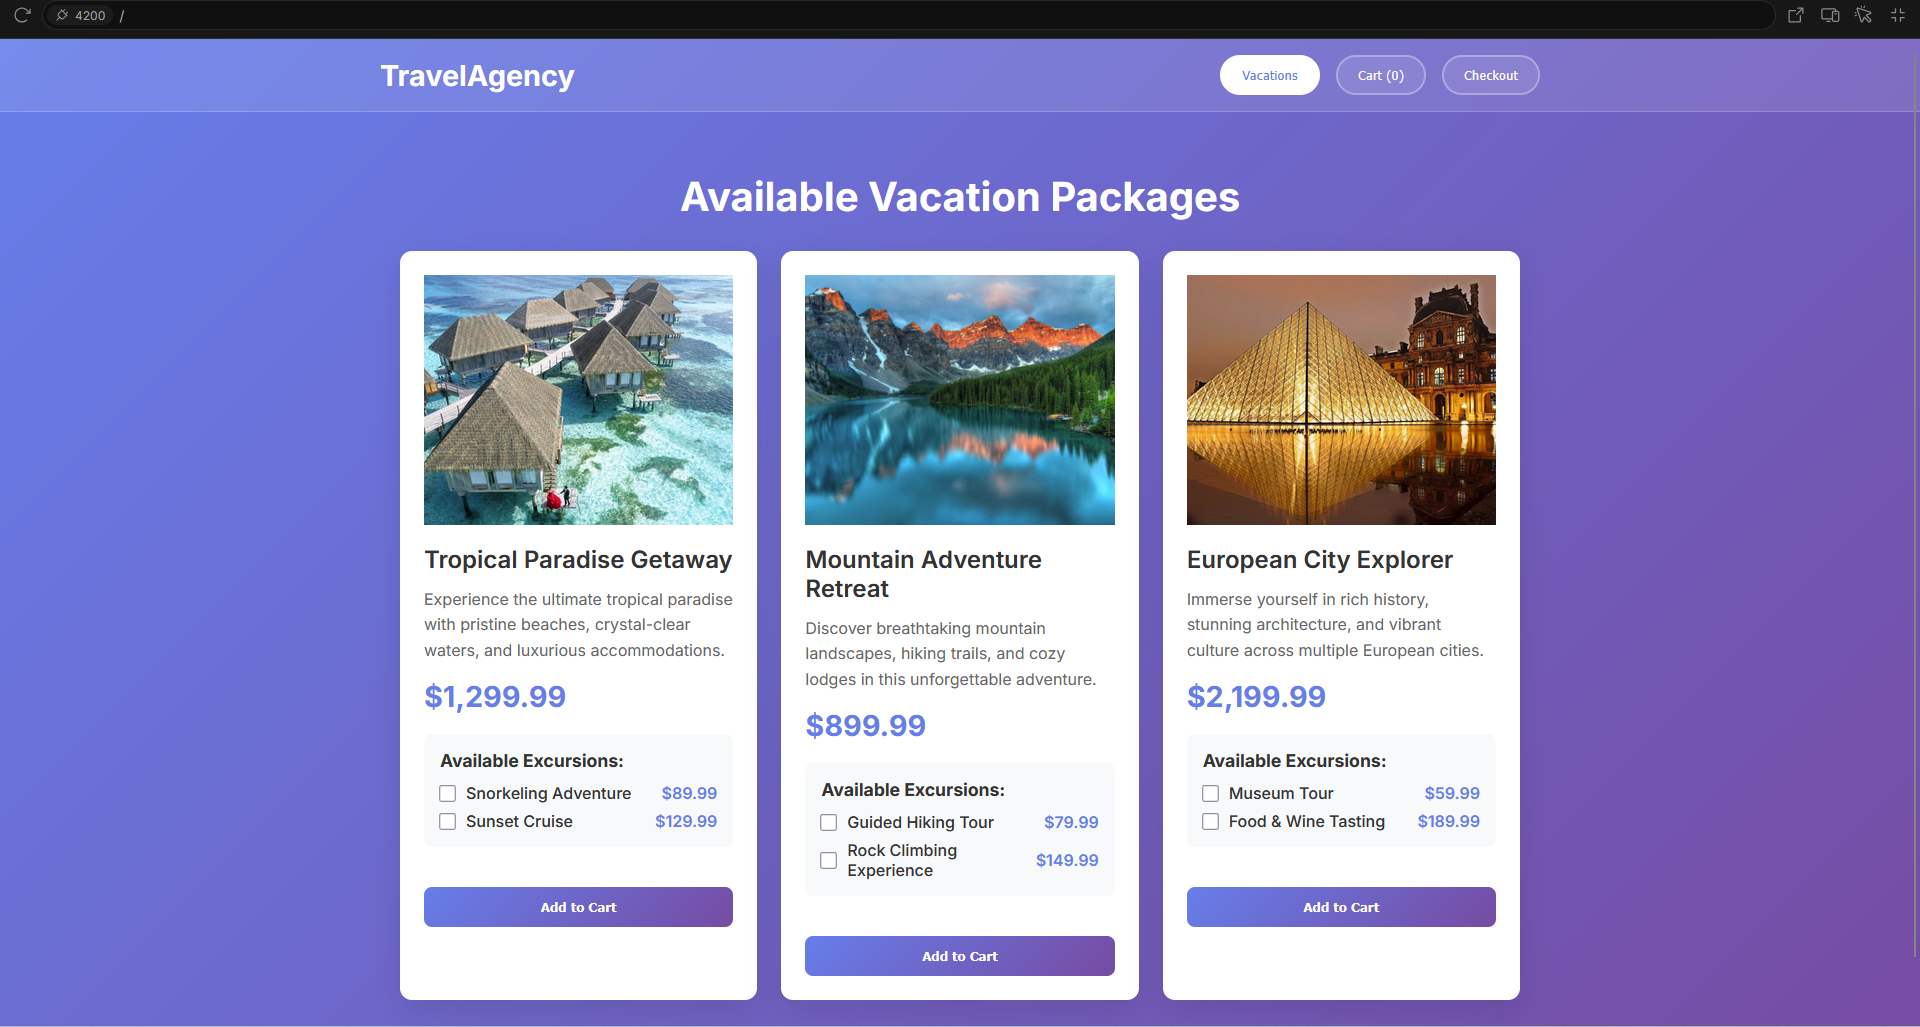 4200 /
TravelAgency
Vacations
Cart (0)
Checkout
Available Vacation Packages
Tropical Paradise Getaway
Experience the ultimate tropical paradise
with pristine beaches, crystal-clear
waters, and luxurious accommodations.
$1,299.99
Available Excursions:
Snorkeling Adventure $89.99
Sunset Cruise $129.99
Add to Cart
Mountain Adventure
Retreat
Discover breathtaking mountain
landscapes, hiking trails, and cozy
lodges in this unforgettable adventure.
$899.99
Available Excursions:
Guided Hiking Tour $79.99
Rock Climbing
Experience
$149.99
Add to Cart
European City Explorer
Immerse yourself in rich history,
stunning architecture, and vibrant
culture across multiple European cities.
$2,199.99
Available Excursions:
Museum Tour $59.99
Food & Wine Tasting $189.99
Add to Cart